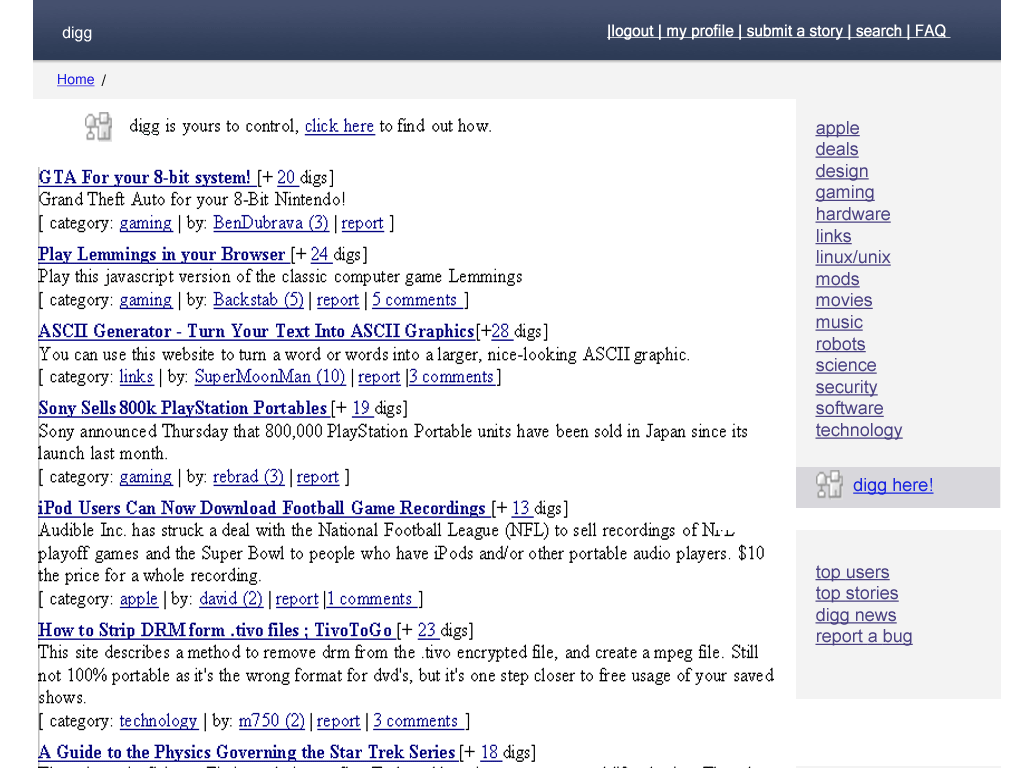 digg
|logout | my profile | submit a story | search | FAQ
Home /
digg is yours to control, click here to find out how.
GTA For your 8-bit system! [+ 20 digs]
Grand Theft Auto for your 8-Bit Nintendo!
[ category: gaming | by: BenDubrava (3) | report ]
Play Lemmings in your Browser [+ 24 digs]
Play this javascript version of the classic computer game Lemmings
[ category: gaming | by: Backstab (5) | report | 5 comments ]
ASCII Generator - Turn Your Text Into ASCII Graphics[+28 digs]
You can use this website to turn a word or words into a larger, nice-looking ASCII graphic.
[ category: links | by: SuperMoonMan (10) | report |3 comments ]
Sony Sells 800k PlayStation Portables [+ 19 digs]
Sony announced Thursday that 800,000 PlayStation Portable units have been sold in Japan since its
launch last month.
[ category: gaming | by: rebrad (3) | report ]
iPod Users Can Now Download Football Game Recordings [+ 13 digs]
Audible Inc. has struck a deal with the National Football League (NFL) to sell recordings of NFL
playoff games and the Super Bowl to people who have iPods and/or other portable audio players. $10
the price for a whole recording.
[ category: apple | by: david (2) | report |1 comments ]
How to Strip DRM form .tivo files ; TivoToGo [+ 23 digs]
This site describes a method to remove drm from the .tivo encrypted file, and create a mpeg file. Still
not 100% portable as it's the wrong format for dvd's, but it's one step closer to free usage of your saved
shows.
[ category: technology | by: m750 (2) | report | 3 comments ]
A Guide to the Physics Governing the Star Trek Series [+ 18 digs]
apple
deals
design
gaming
hardware
links
linux/unix
mods
movies
music
robots
science
security
software
technology
digg here!
top users
top stories
digg news
report a bug